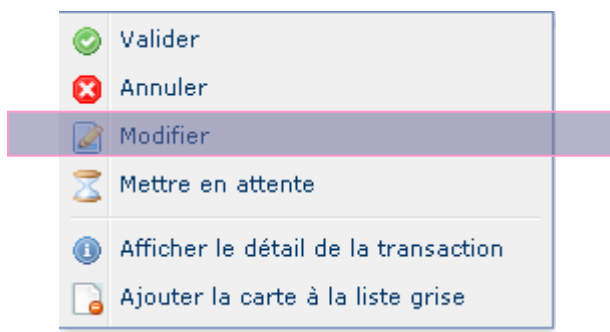 Valider
Annuler
Modifier
Mettre en attente
Afficher le détail de la transaction
Ajouter la carte à la liste grise